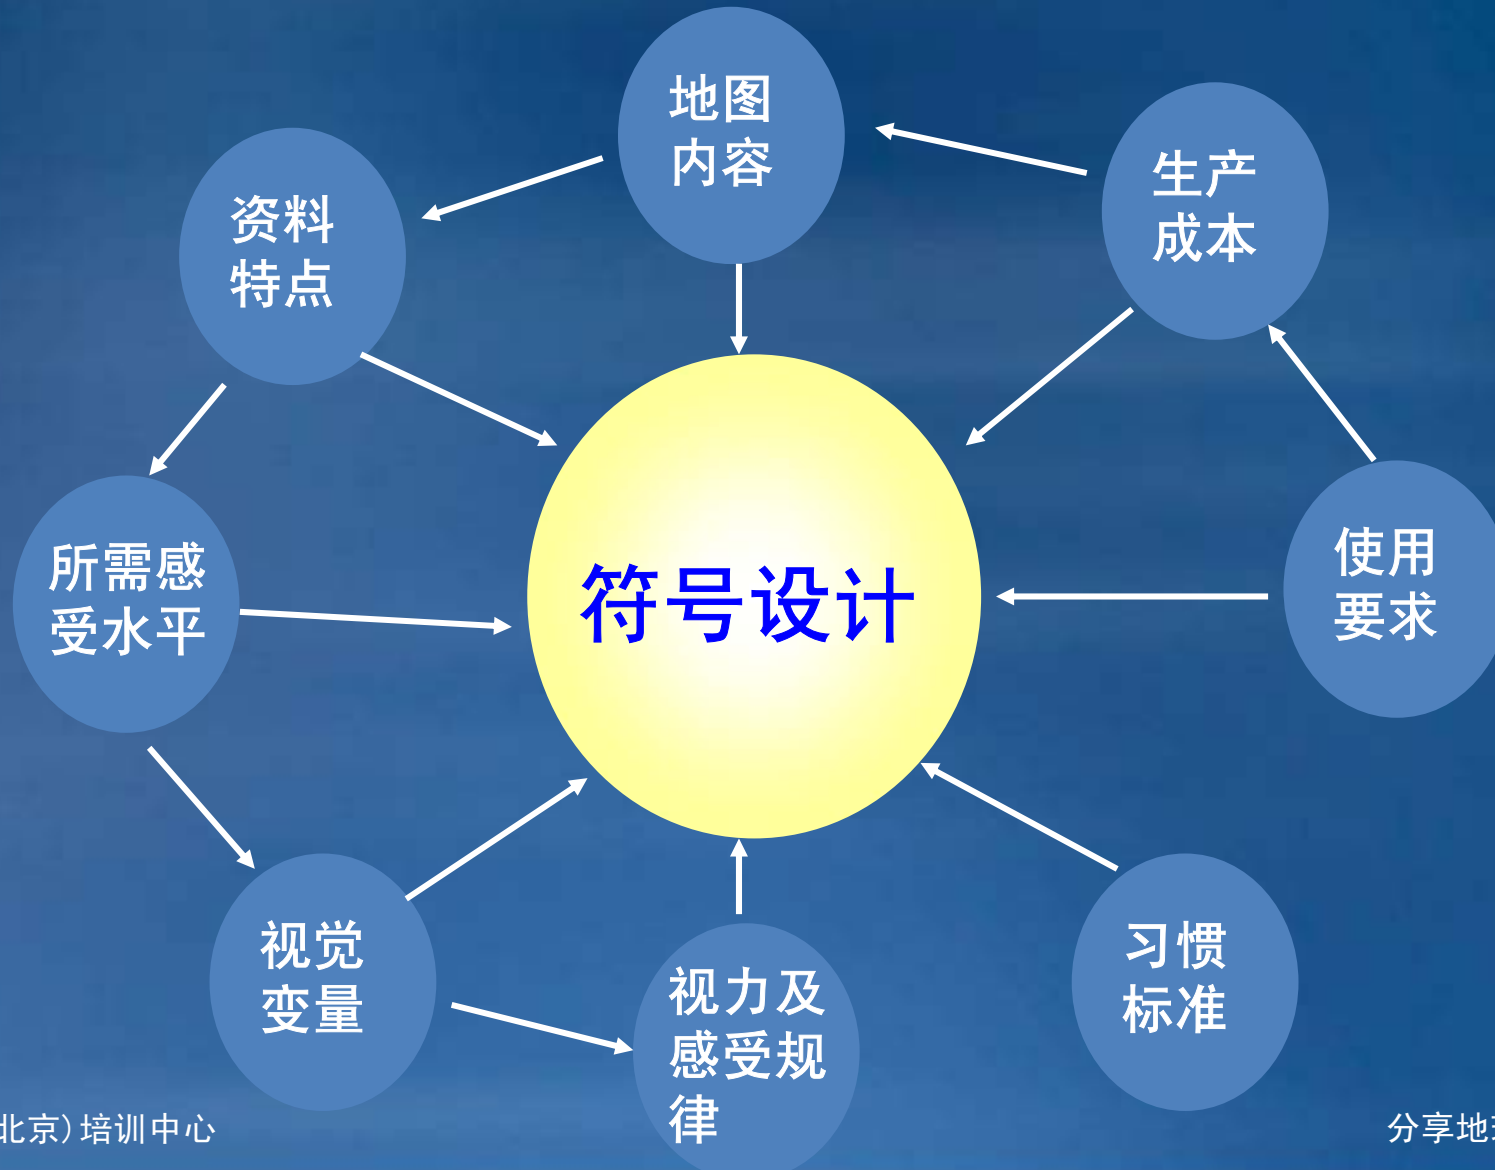 地图
内容
生产
成本
资料
特点
使用
要求
所需感
受水平
符号设计
习惯
标准
视觉
变量
视力及
感受规
律
北京)培训中心
分享地